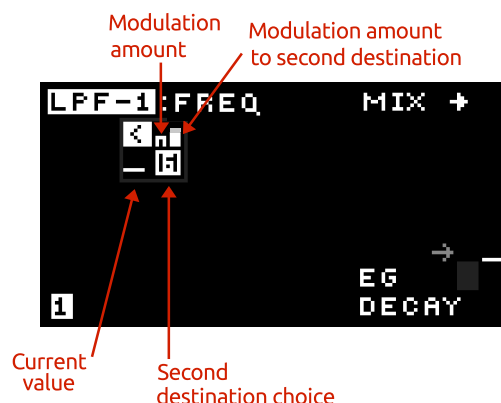 Modulation
amount
Modulation amount
to second destination
LPF-1:FREQ
MIX →
<
EG
DECAY
1
Current
value
Second
destination choice